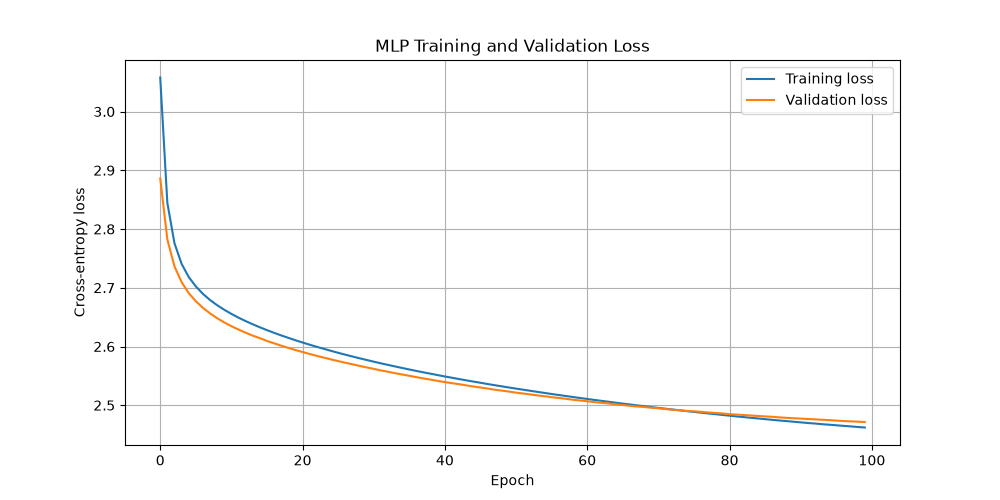 MLP Training and Validation Loss
Training loss
Validation loss
Cross-entropy loss
3.0
2.9
2.8
2.7
2.6
2.5
0 20 40 60 80 100
Epoch